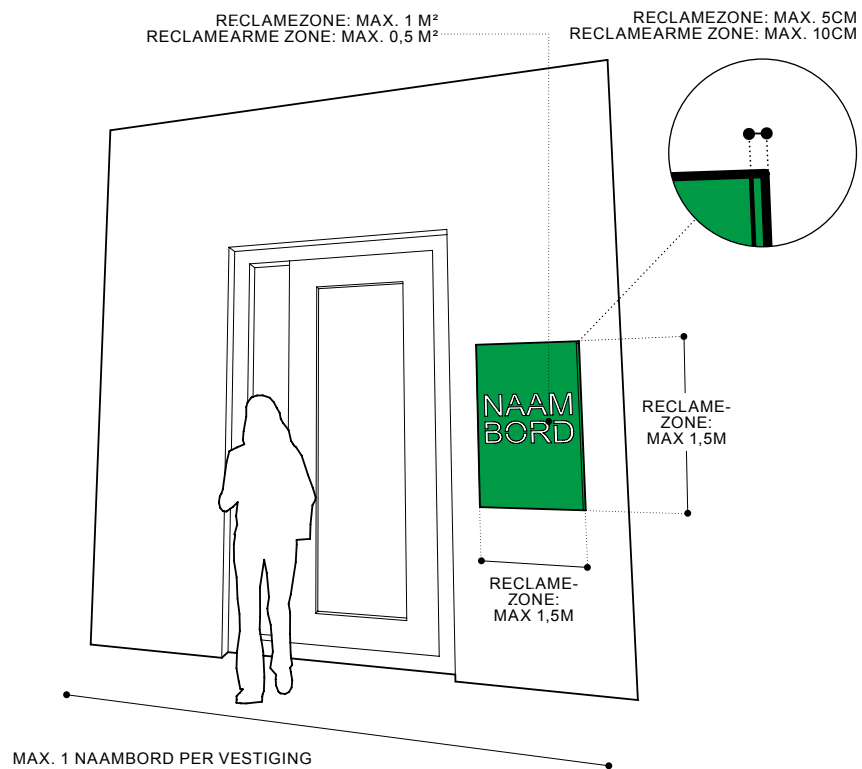 RECLAMEZONE: MAX. 1 M²
RECLAMEARME ZONE: MAX. 0,5 M²
RECLAMEZONE: MAX. 5CM
RECLAMEARME ZONE: MAX. 10CM
NAAM
BORD
RECLAME-
ZONE:
MAX 1,5M
RECLAME-
ZONE:
MAX 1,5M
MAX. 1 NAAMBORD PER VESTIGING